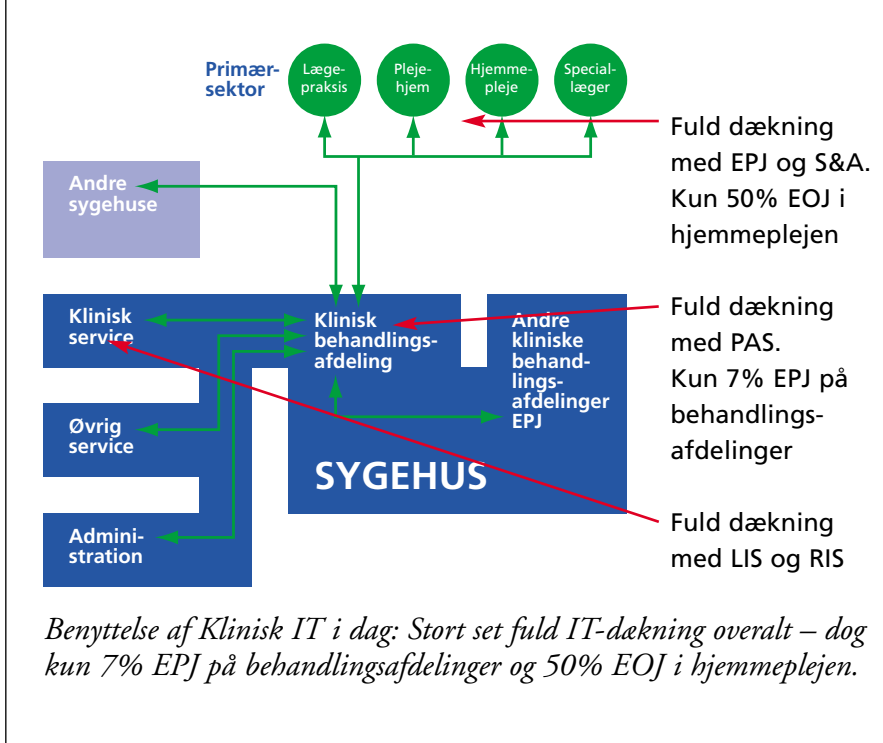 Primær-
sektor
Læge-
praksis
Pleje-
hjem
Hjemme-
pleje
Special-
læger
Fuld dækning
med EPJ og S&A.
Kun 50% EOJ i
hjemmeplejen
Andre
sygehuse
Klinisk
service
Klinisk
behandlings-
afdeling
Andre
kliniske
behand-
lings-
afdelinger
EPJ
Fuld dækning
med PAS.
Kun 7% EPJ på
behandlings-
afdelinger
Øvrig
service
SYGEHUS
Admini-
stration
Fuld dækning
med LIS og RIS
Benyttelse af Klinisk IT i dag: Stort set fuld IT-dækning overalt – dog
kun 7% EPJ på behandlingsafdelinger og 50% EOJ i hjemmeplejen.